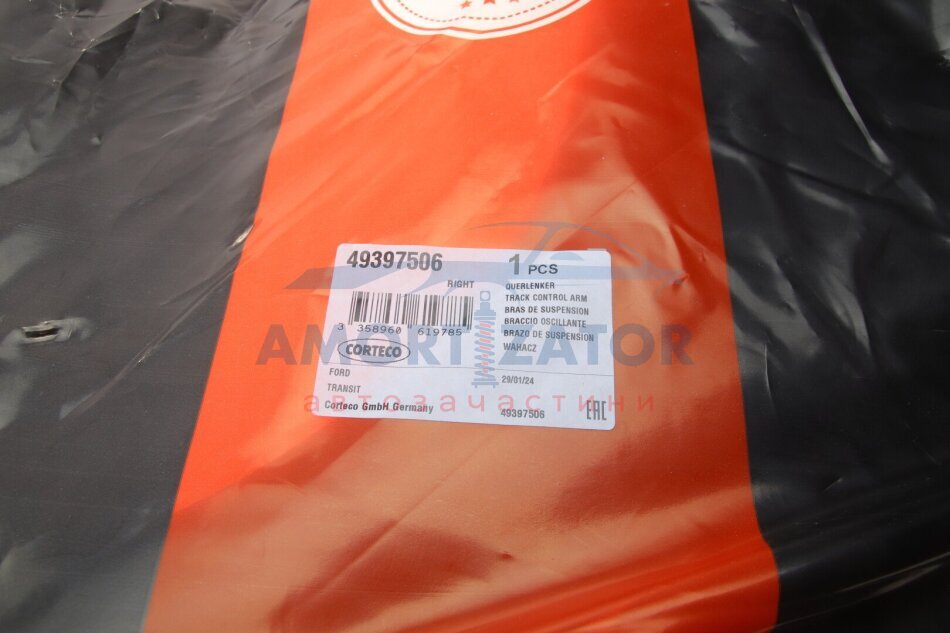 49397506
1 PCS
RIGHT
QUERLENKER
TRACK CONTROL ARM
BRAS DE SUSPENSION
BRACCIO OSCILLANTE
BRAZO DE SUSPENSION
WAHACZ
3 358960 619785
CORTECO
FORD
TRANSIT
29/01/24
Corteco GmbH Germany
49397506
EAC
AMORTIZATOR
автозапчастини